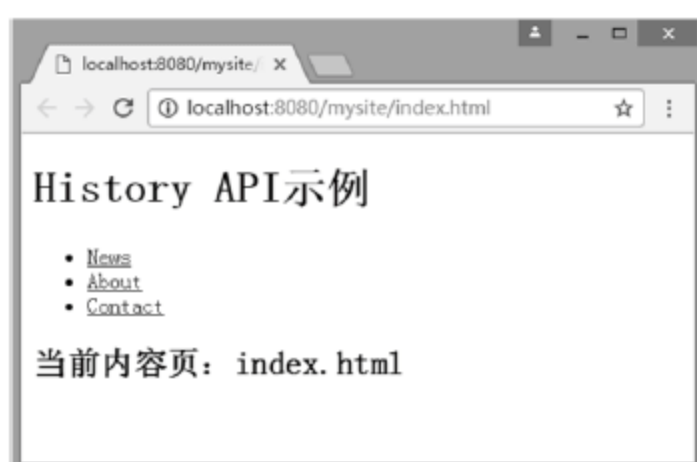 localhost:8080/mysite/
localhost:8080/mysite/index.html
History API示例
News
About
Contact
当前内容页：index.html